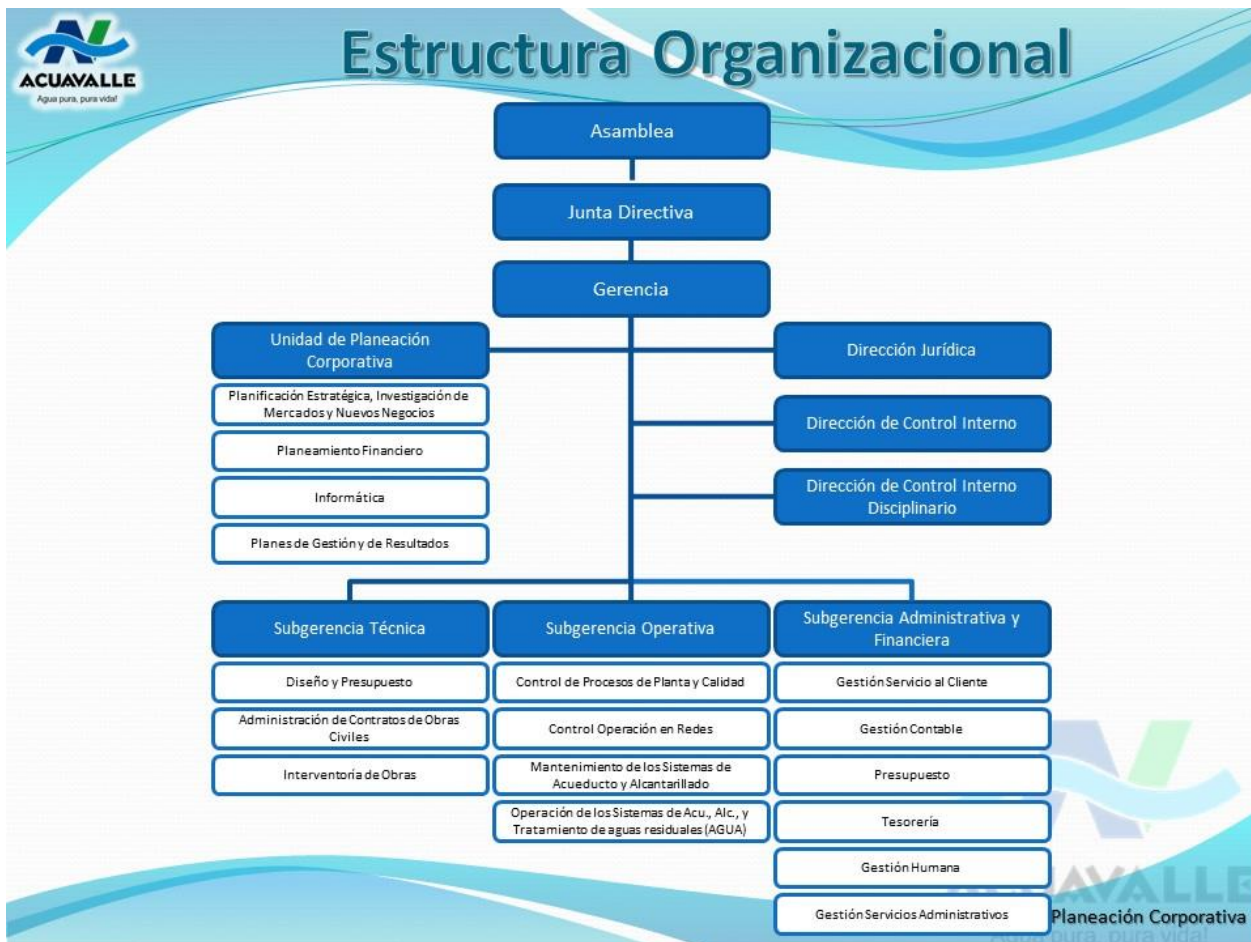 ACUAVALLE
Agua pura, pura vida!
Estructura Organizacional
Asamblea
Junta Directiva
Gerencia
Unidad de Planeación
Corporativa
Planificación Estratégica, Investigación de
Mercados y Nuevos Negocios
Planeamiento Financiero
Informática
Planes de Gestión y de Resultados
Dirección Jurídica
Dirección de Control Interno
Dirección de Control Interno
Disciplinario
Subgerencia Técnica
Diseño y Presupuesto
Administración de Contratos de Obras
Civiles
Interventoría de Obras
Subgerencia Operativa
Control de Procesos de Planta y Calidad
Control Operación en Redes
Mantenimiento de los Sistemas de
Acueducto y Alcantarillado
Operación de los Sistemas de Acu., Alc., y
Tratamiento de aguas residuales (AGUA)
Subgerencia Administrativa y
Financiera
Gestión Servicio al Cliente
Gestión Contable
Presupuesto
Tesorería
Gestión Humana
Gestión Servicios Administrativos
ACUAVALLE
Planeación Corporativa
Agua pura, pura vida!